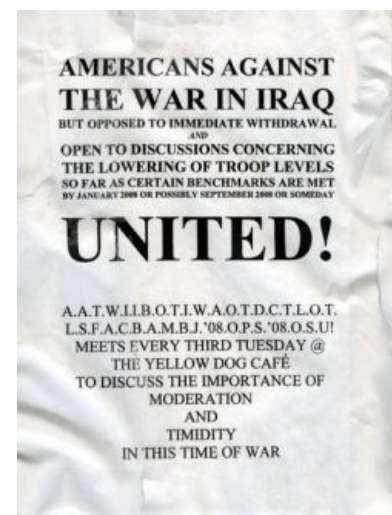 AMERICANS AGAINST
THE WAR IN IRAQ
BUT OPPOSED TO IMMEDIATE WITHDRAWAL
AND
OPEN TO DISCUSSIONS CONCERNING
THE LOWERING OF TROOP LEVELS
SO FAR AS CERTAIN BENCHMARKS ARE MET
BY JANUARY 2008 OR POSSIBLY SEPTEMBER 2008 OR SOMEDAY
UNITED!
A.A.T.W.I.I.B.O.T.I.W.A.O.T.D.C.T.L.O.T.
L.S.F.A.C.B.A.M.B.J.'08.O.P.S.'08.O.S.U!
MEETS EVERY THIRD TUESDAY @
THE YELLOW DOG CAFÉ
TO DISCUSS THE IMPORTANCE OF
MODERATION
AND
TIMIDITY
IN THIS TIME OF WAR